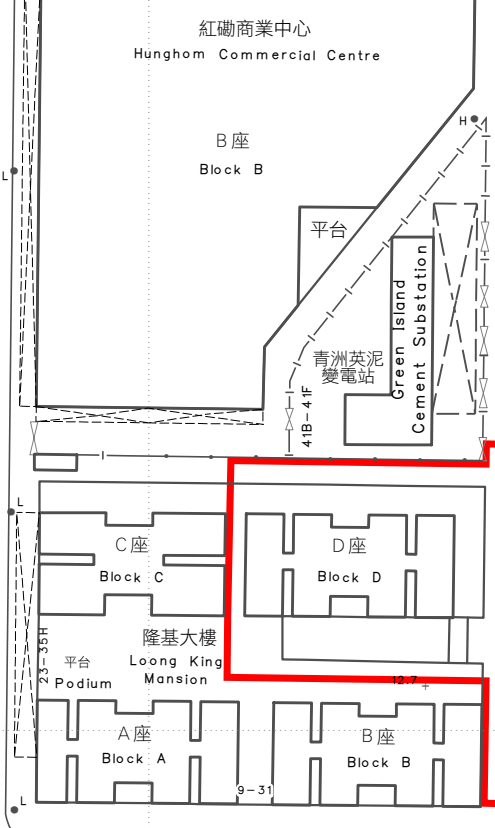 紅磡商業中心
Hunghom Commercial Centre
H
B座
Block B
L
平台
Green Island
Cement Substation
青洲英泥
變電站
41B-41F
L
C座
Block C
D座
Block D
隆基大樓
Loong King
Mansion
23-35H
平台
Podium
12.7
A座
Block A
B座
Block B
9-31
L